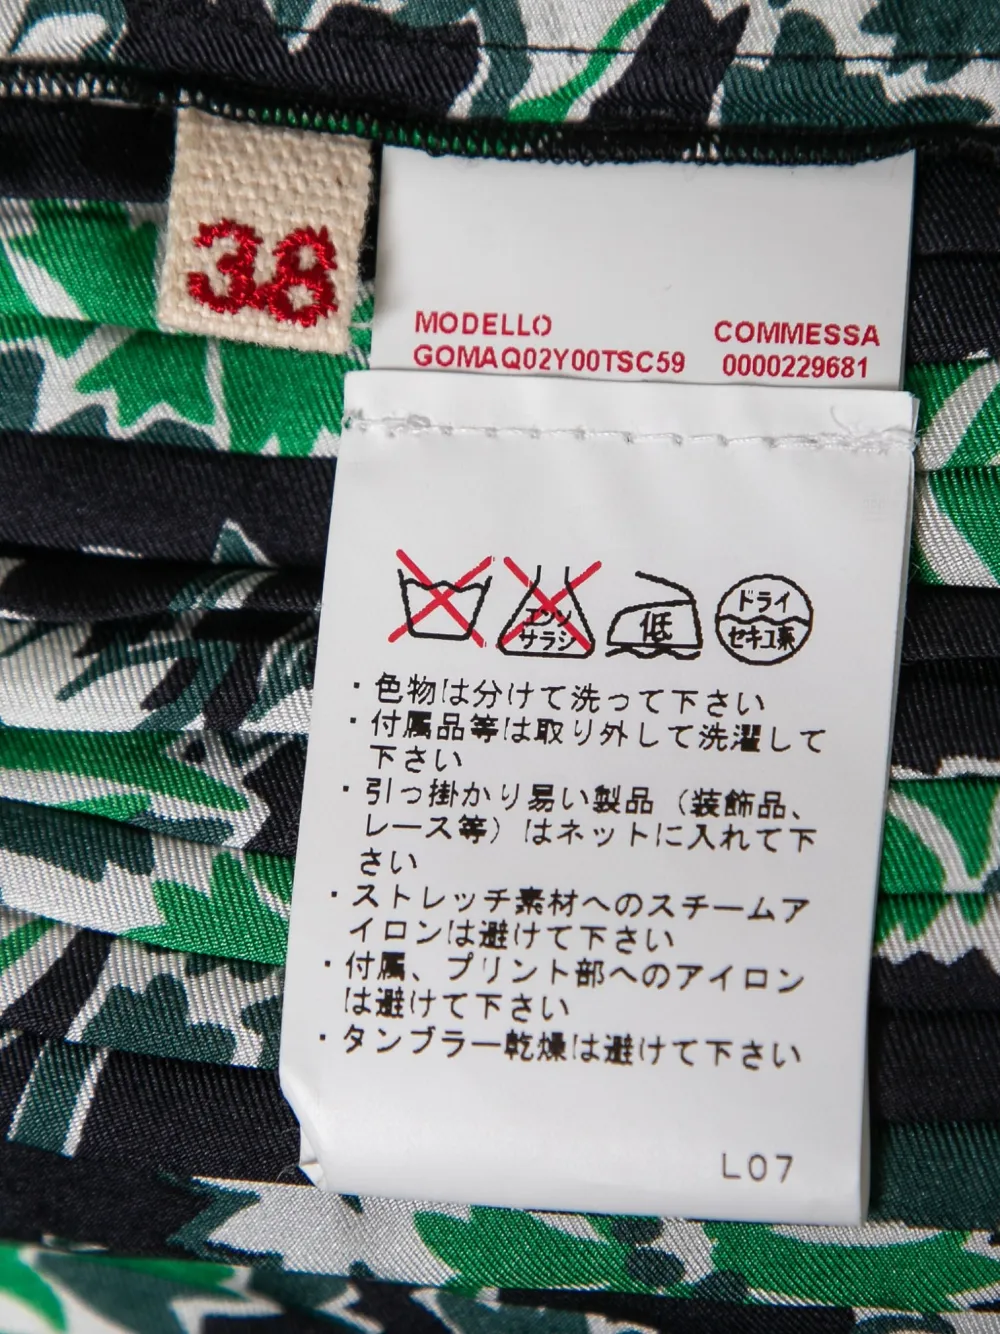 38
MODELLO COMMESSA
GOMAQ02Y00TSC59 0000229681
エンソ
サラシ
低
ドライ
セキユ系
・色物は分けて洗って下さい
・付属品等は取り外して洗濯して
下さい
・引っ掛かり易い製品（装飾品、
レース等）はネットに入れて下
さい
・ストレッチ素材へのスチームア
イロンは避けて下さい
・付属、プリント部へのアイロン
は避けて下さい
・タンブラー乾燥は避けて下さい
L07